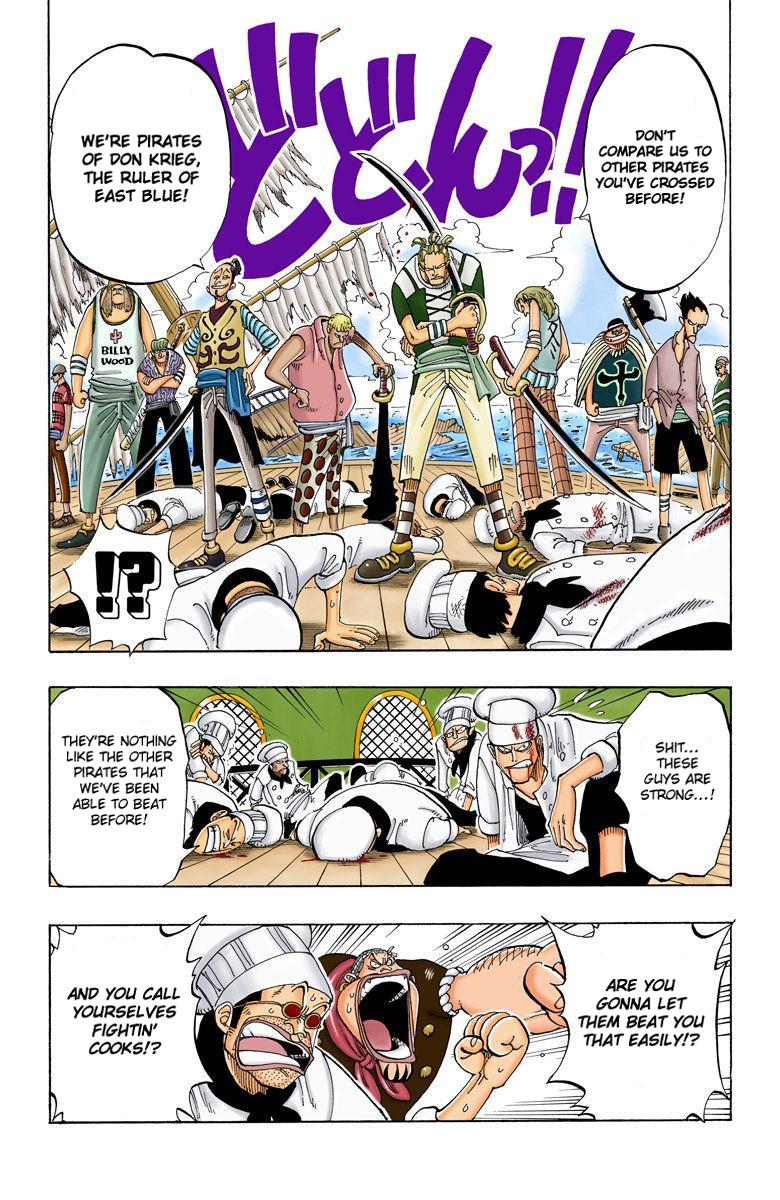 DON'T
COMPARE US TO
OTHER PIRATES
YOU'VE CROSSED
BEFORE!
どどんっ!!
WE'RE PIRATES
OF DON KRIEG,
THE RULER OF
EAST BLUE!
BILLY
WOOD
!?
SHIT...
THESE
GUYS ARE
STRONG...!
THEY'RE NOTHING
LIKE THE OTHER
PIRATES THAT
WE'VE BEEN
ABLE TO BEAT
BEFORE!
ARE YOU
GONNA LET
THEM BEAT YOU
THAT EASILY!?
AND YOU CALL
YOURSELVES
FIGHTIN'
COOKS!?